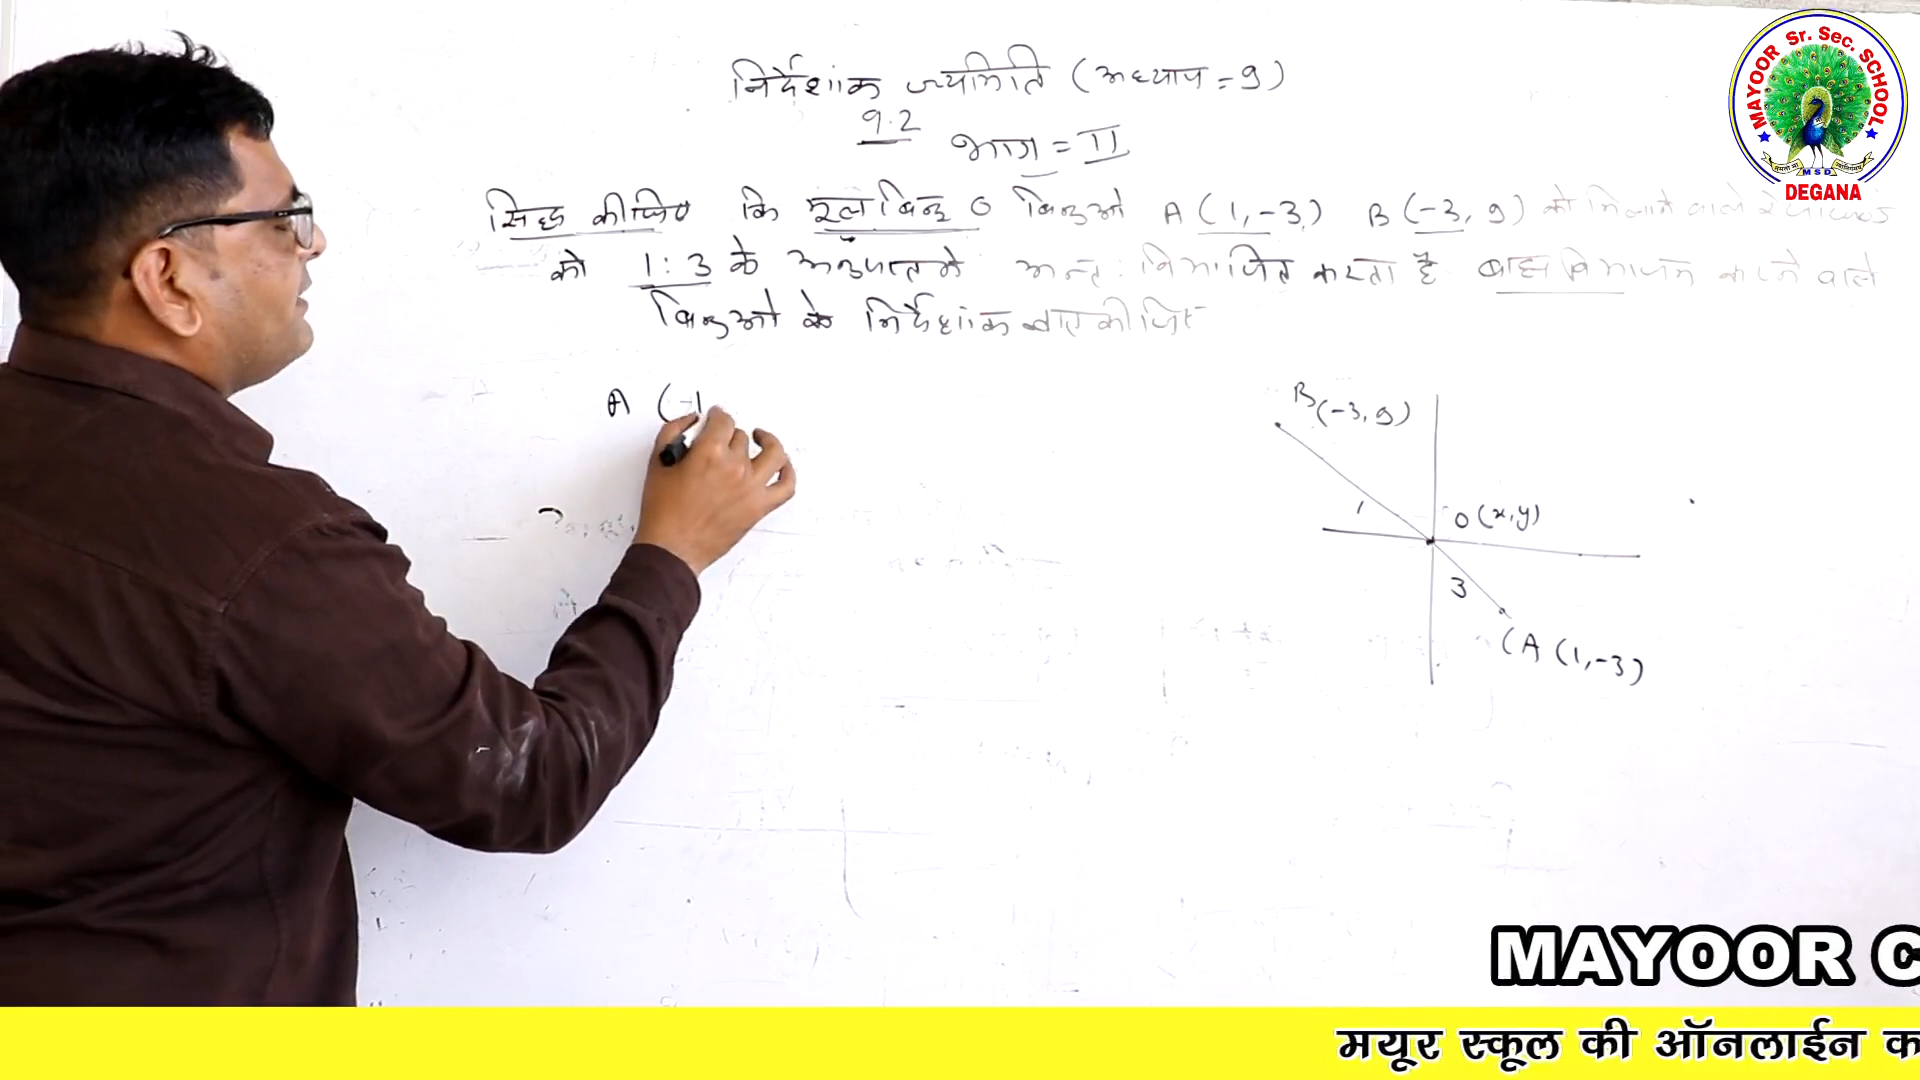 निर्देशांक ज्यामिति (अध्याय = 9)
9.2
भाग = II
सिद्ध कीजिए कि मूल बिन्दु O बिन्दुओ A (1, -3) B (-3, 9) को मिलाने वाले रेखाखण्ड
को 1 : 3 के अनुपात मे अन्त: विभाजित करता है बाह्य विभाजन करने वाले
बिन्दुओ के निर्देशांक ज्ञात कीजिए
A (-1
B (-3, 9)
1
O (x, y)
3
(A (1, -3)
MAYOOR Sr. Sec. SCHOOL
M S D
DEGANA
MAYOOR C
मयूर स्कूल की ऑनलाईन क